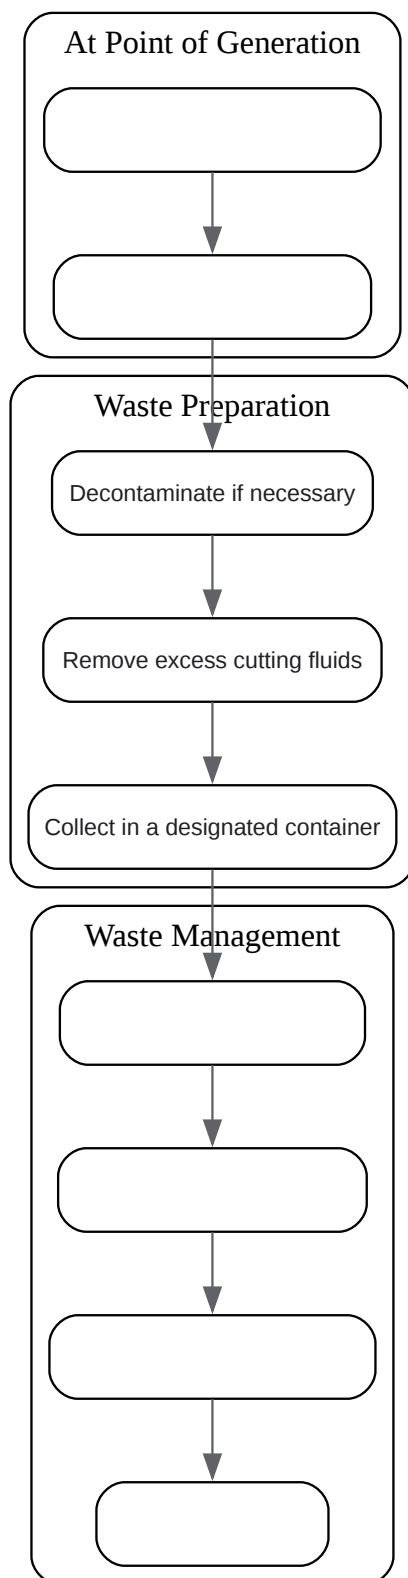 At Point of Generation
Waste Preparation
Decontaminate if necessary
Remove excess cutting fluids
Collect in a designated container
Waste Management